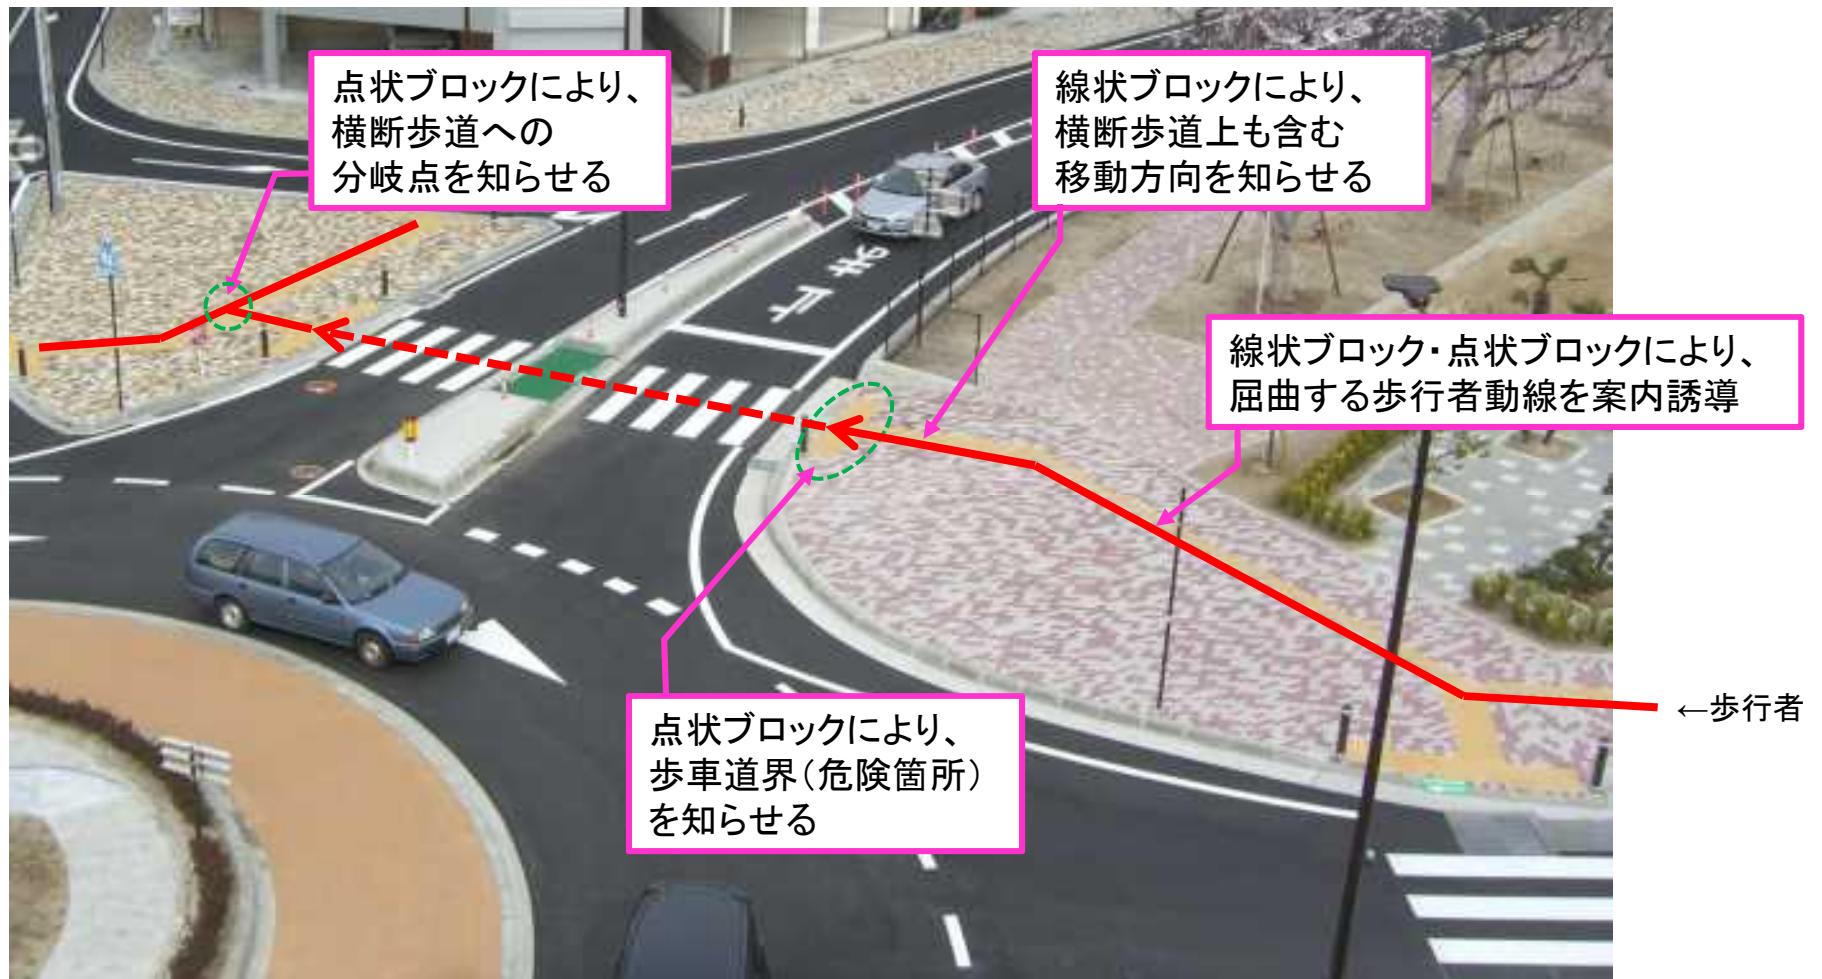 点状ブロックにより、
横断歩道への
分岐点を知らせる
線状ブロックにより、
横断歩道上も含む
移動方向を知らせる
線状ブロック・点状ブロックにより、
屈曲する歩行者動線を案内誘導
←歩行者
点状ブロックにより、
歩車道界（危険箇所）
を知らせる
止まれ